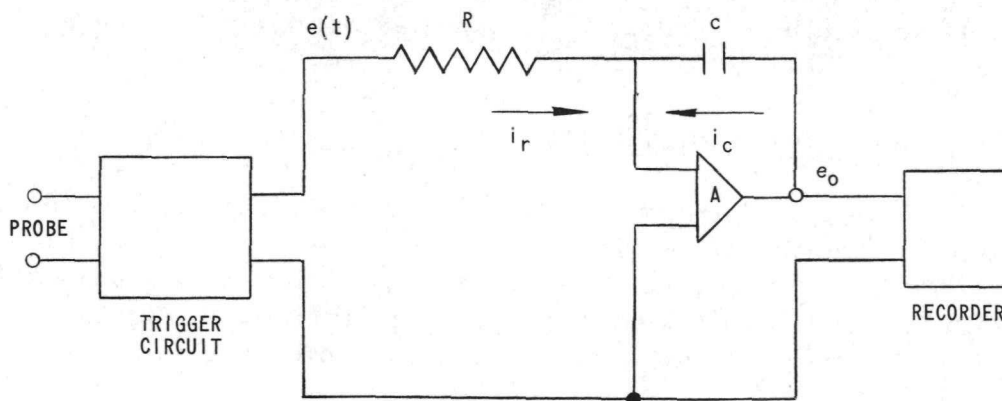 e(t)
R
c
i_r
i_c
A
e_o
PROBE
TRIGGER
CIRCUIT
RECORDER